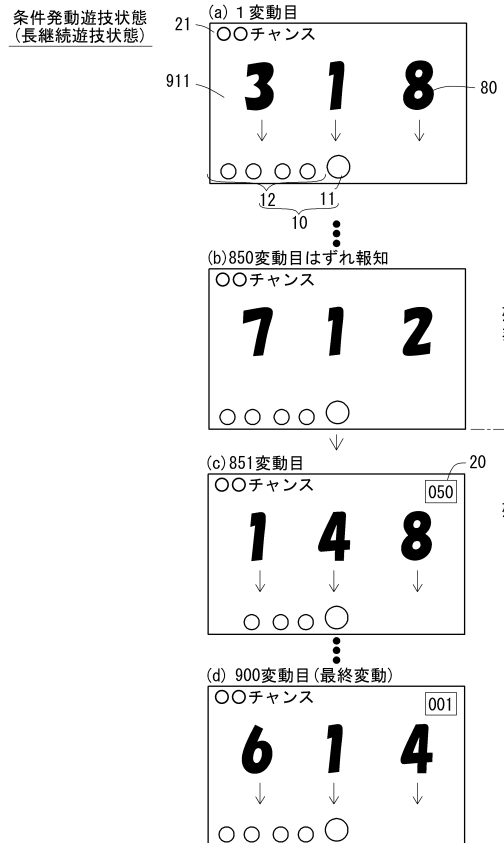 条件発動遊技状態
(長継続遊技状態)
(a) 1変動目
21
○○チャンス
911
3 1 8
80
12
11
10
(b)850変動目はずれ報知
○○チャンス
7 1 2
(c)851変動目
20
○○チャンス
050
1 4 8
(d) 900変動目(最終変動)
○○チャンス
001
6 1 4